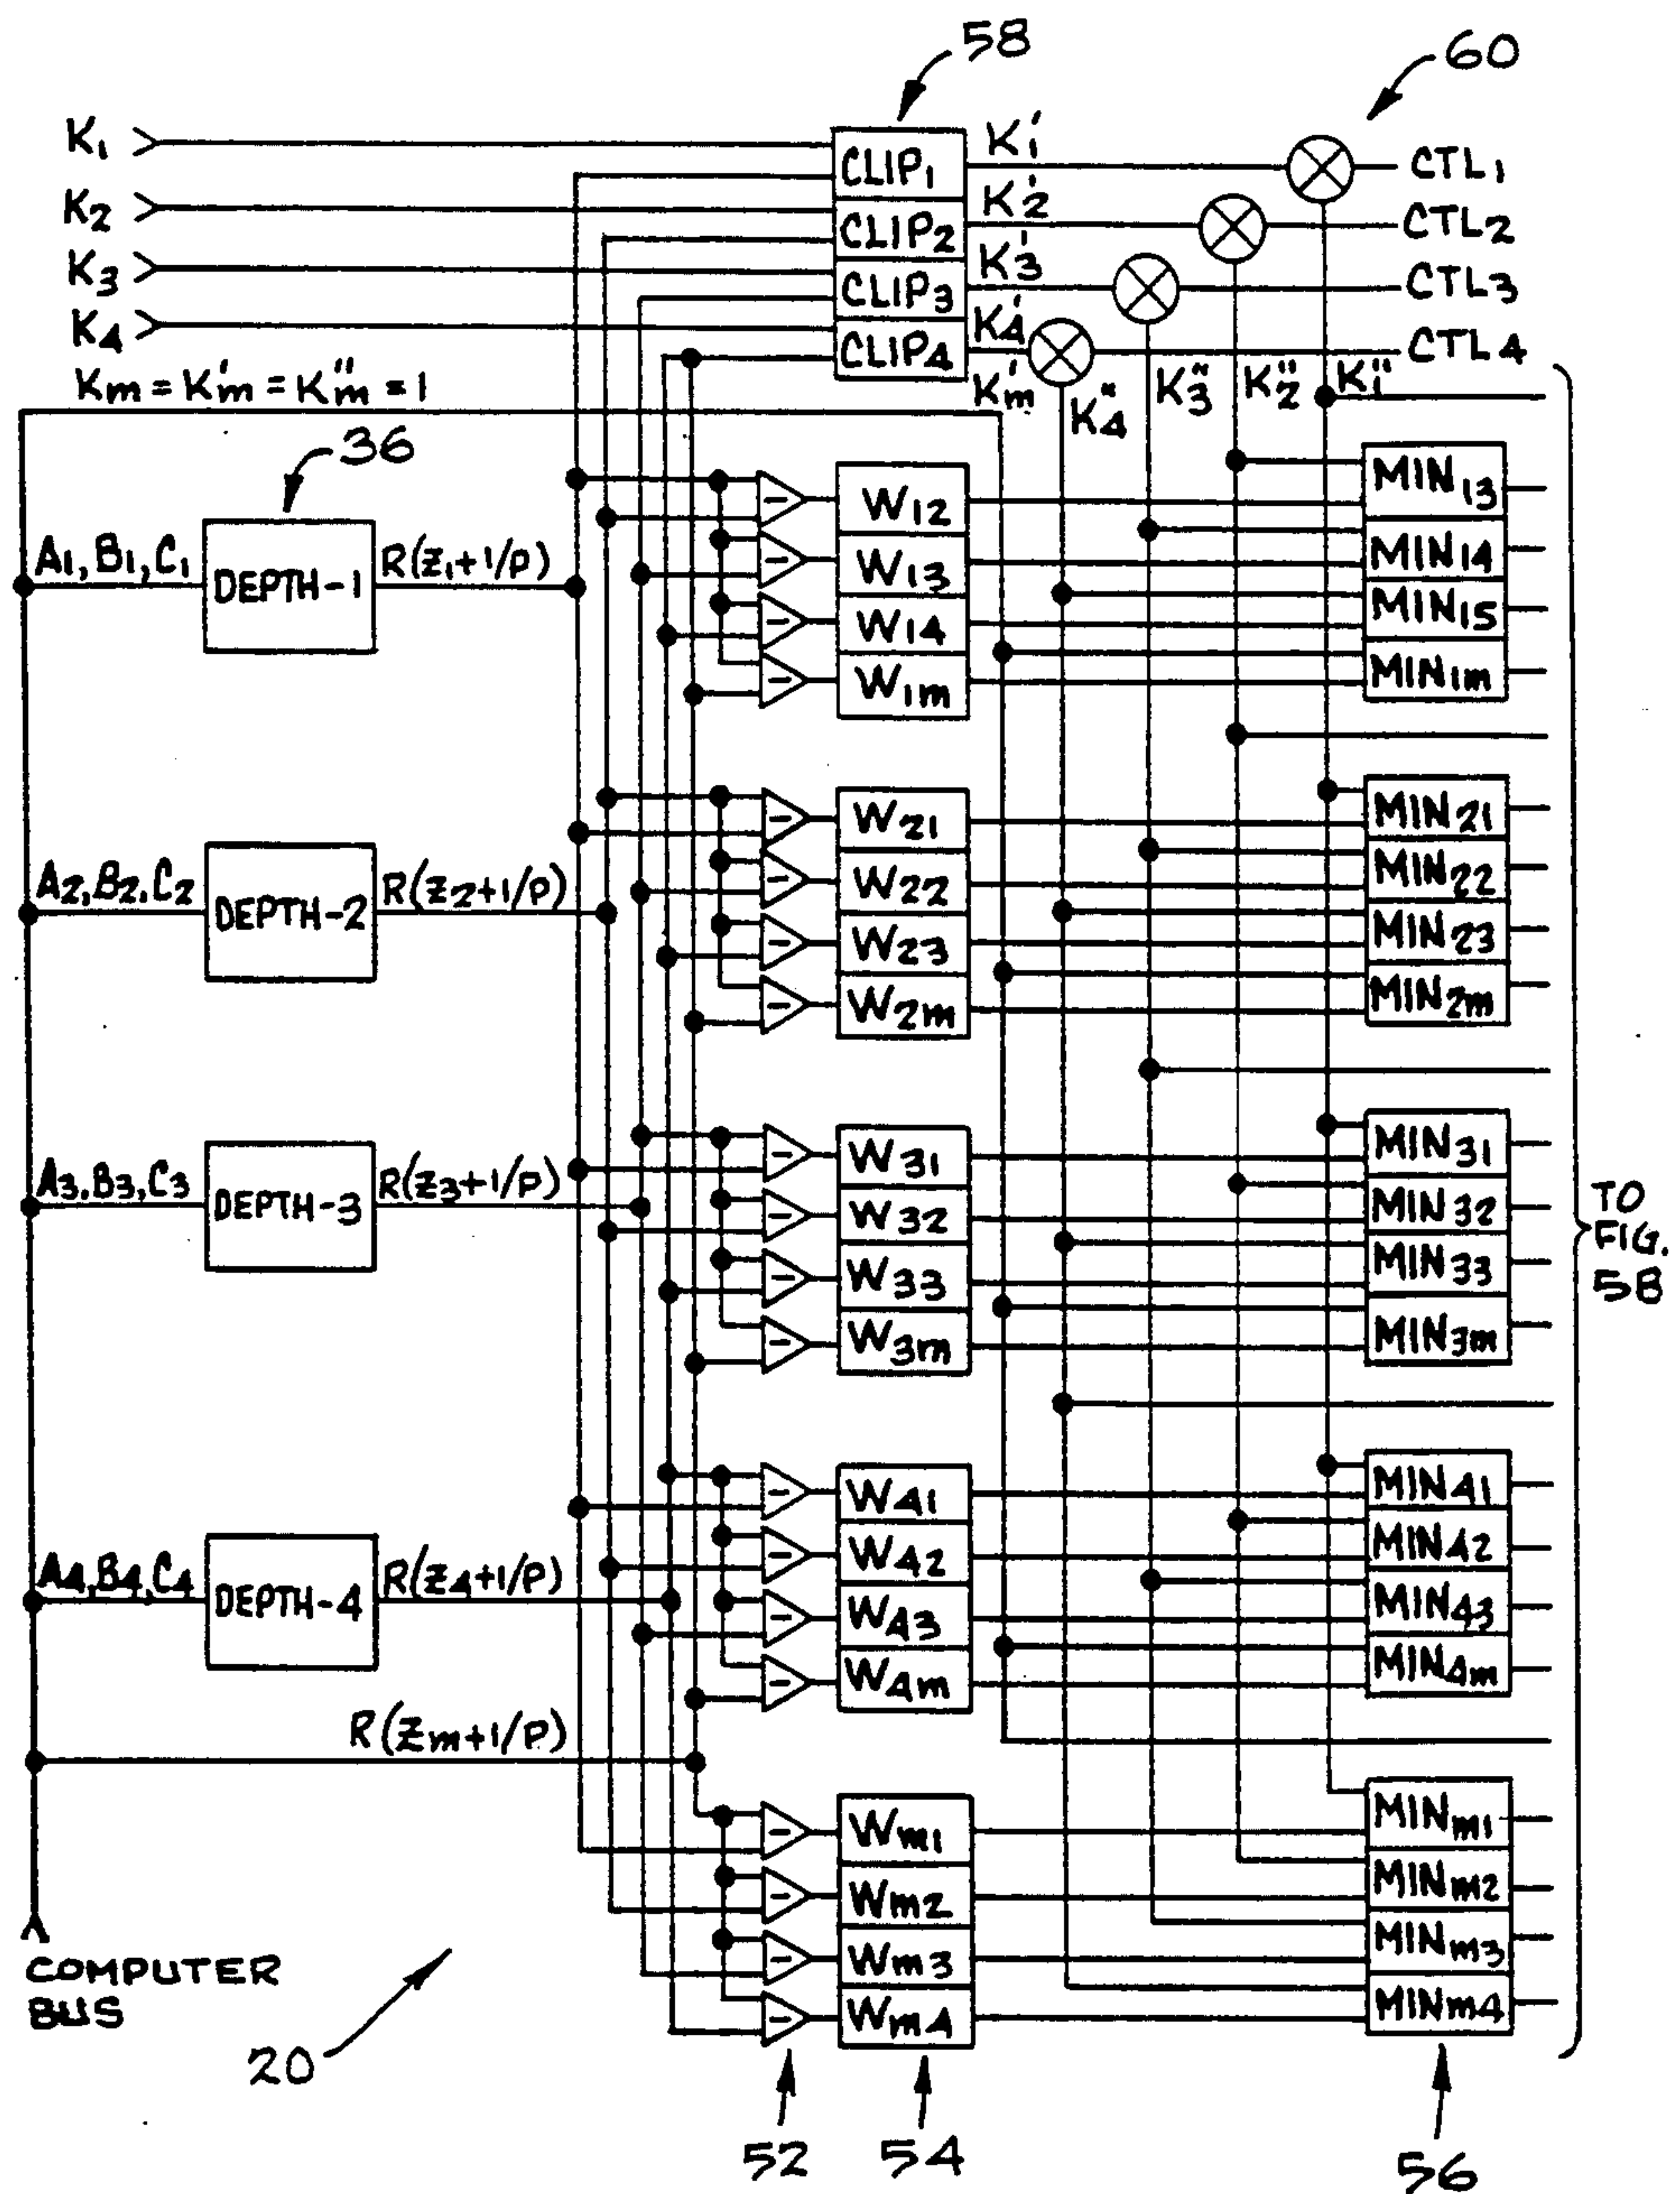 58
60
K1
K2
K3
K4
CLIP1
CLIP2
CLIP3
CLIP4
K'1
K'2
K'3
K'4
K'm
CTL1
CTL2
CTL3
CTL4
K"4
K"3
K"2
K"1
Km = K'm = K"m = 1
36
A1, B1, C1
DEPTH-1
R(Z1+1/P)
W12
W13
W14
W1m
MIN13
MIN14
MIN15
MIN1m
A2, B2, C2
DEPTH-2
R(Z2+1/P)
W21
W22
W23
W2m
MIN21
MIN22
MIN23
MIN2m
A3, B3, C3
DEPTH-3
R(Z3+1/P)
W31
W32
W33
W3m
MIN31
MIN32
MIN33
MIN3m
TO
FIG.
58
A4, B4, C4
DEPTH-4
R(Z4+1/P)
W41
W42
W43
W4m
MIN41
MIN42
MIN43
MIN4m
R(Zm+1/P)
Wm1
Wm2
Wm3
Wm4
MINm1
MINm2
MINm3
MINm4
COMPUTER
BUS
20
52
54
56